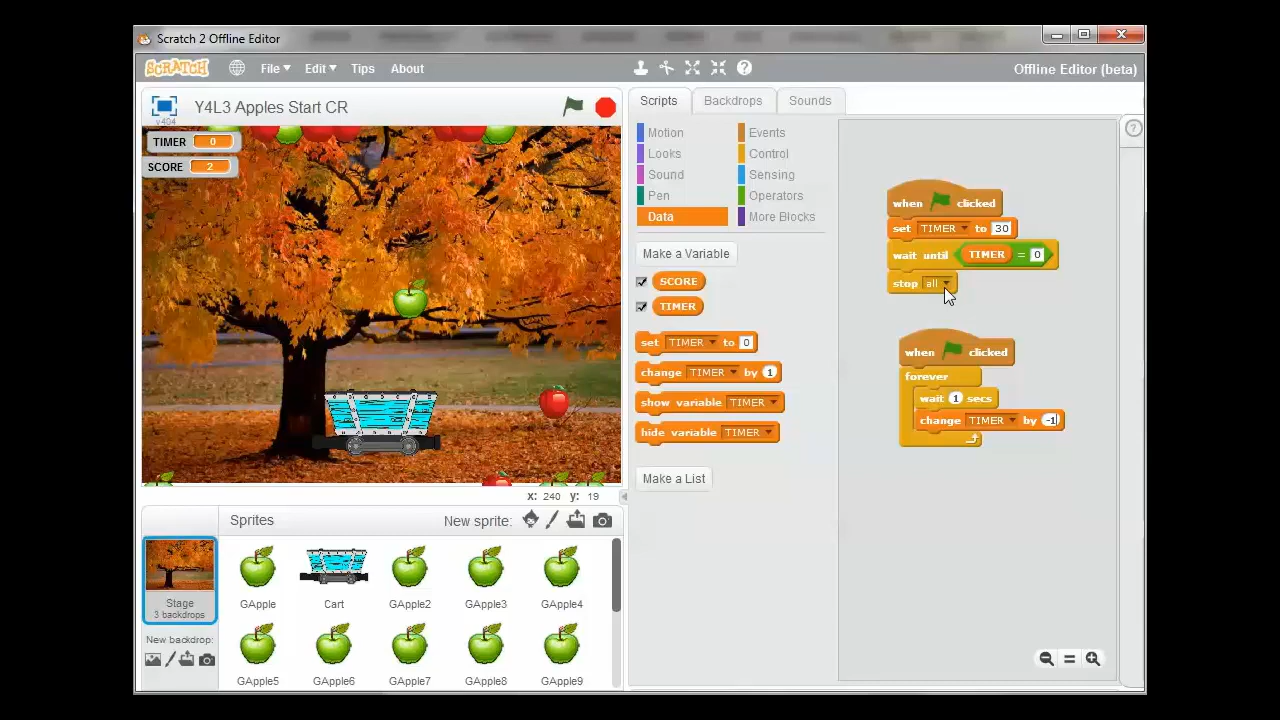 Scratch 2 Offline Editor
SCRATCH File Edit Tips About Offline Editor (beta)
v404
Y4L3 Apples Start CR
TIMER 0
SCORE 2
x: 240 y: 19
Sprites New sprite:
Stage
3 backdrops
New backdrop:
GApple Cart GApple2 GApple3 GApple4
GApple5 GApple6 GApple7 GApple8 GApple9
Scripts Backdrops Sounds
Motion Events
Looks Control
Sound Sensing
Pen Operators
Data More Blocks
Make a Variable
SCORE
TIMER
set TIMER to 0
change TIMER by 1
show variable TIMER
hide variable TIMER
Make a List
when clicked
set TIMER to 30
wait until TIMER = 0
stop all
when clicked
forever
wait 1 secs
change TIMER by -1